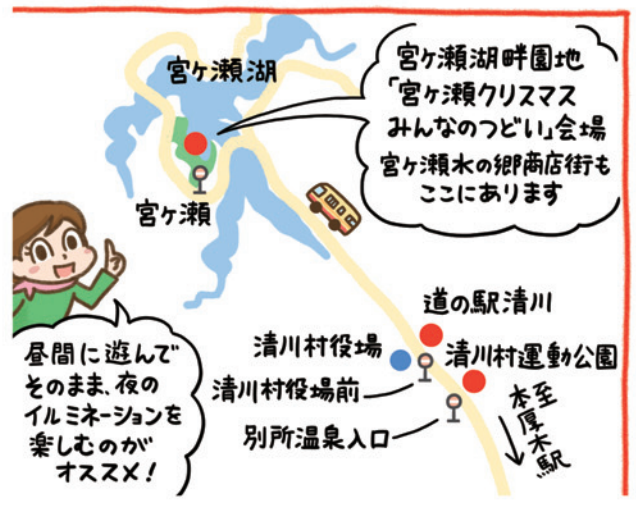 宮ヶ瀬湖
宮ヶ瀬湖畔園地
「宮ヶ瀬クリスマス
みんなのつどい」会場
宮ヶ瀬水の郷商店街も
ここにあります
宮ヶ瀬
道の駅清川
清川村役場
清川村運動公園
清川村役場前
別所温泉入口
至
本厚木駅
昼間に遊んで
そのまま、夜の
イルミネーションを
楽しむのが
オススメ!